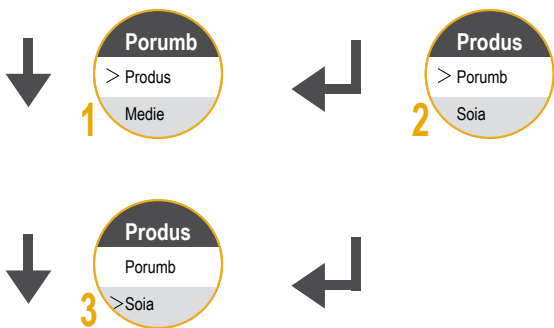 Porumb
> Produs
Medie
1
Produs
> Porumb
Soia
2
Produs
Porumb
>Soia
3